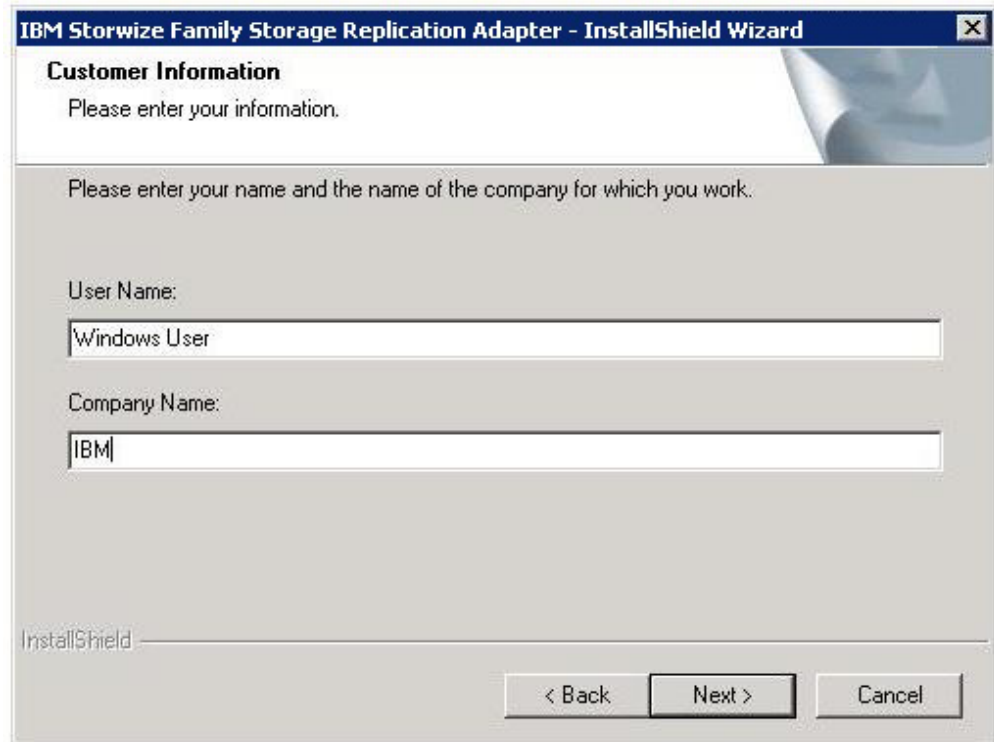 IBM Storwize Family Storage Replication Adapter - InstallShield Wizard
Customer Information
Please enter your information.
Please enter your name and the name of the company for which you work.
User Name:
Windows User
Company Name:
IBM
InstallShield
< Back Next > Cancel